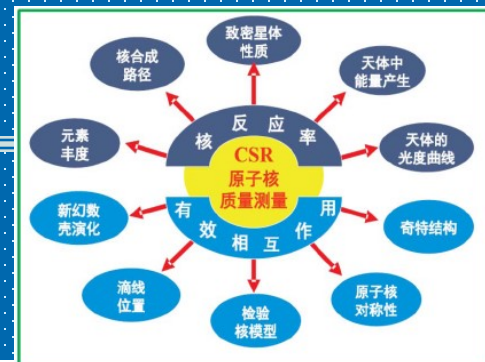 致密星体
性质
核合成
路径
天体中
能量产生
元素
丰度
核反应率
天体的
光度曲线
CSR
原子核
质量测量
新幻数
壳演化
有效相互作用
奇特结构
滴线
位置
检验
核模型
原子核
对称性